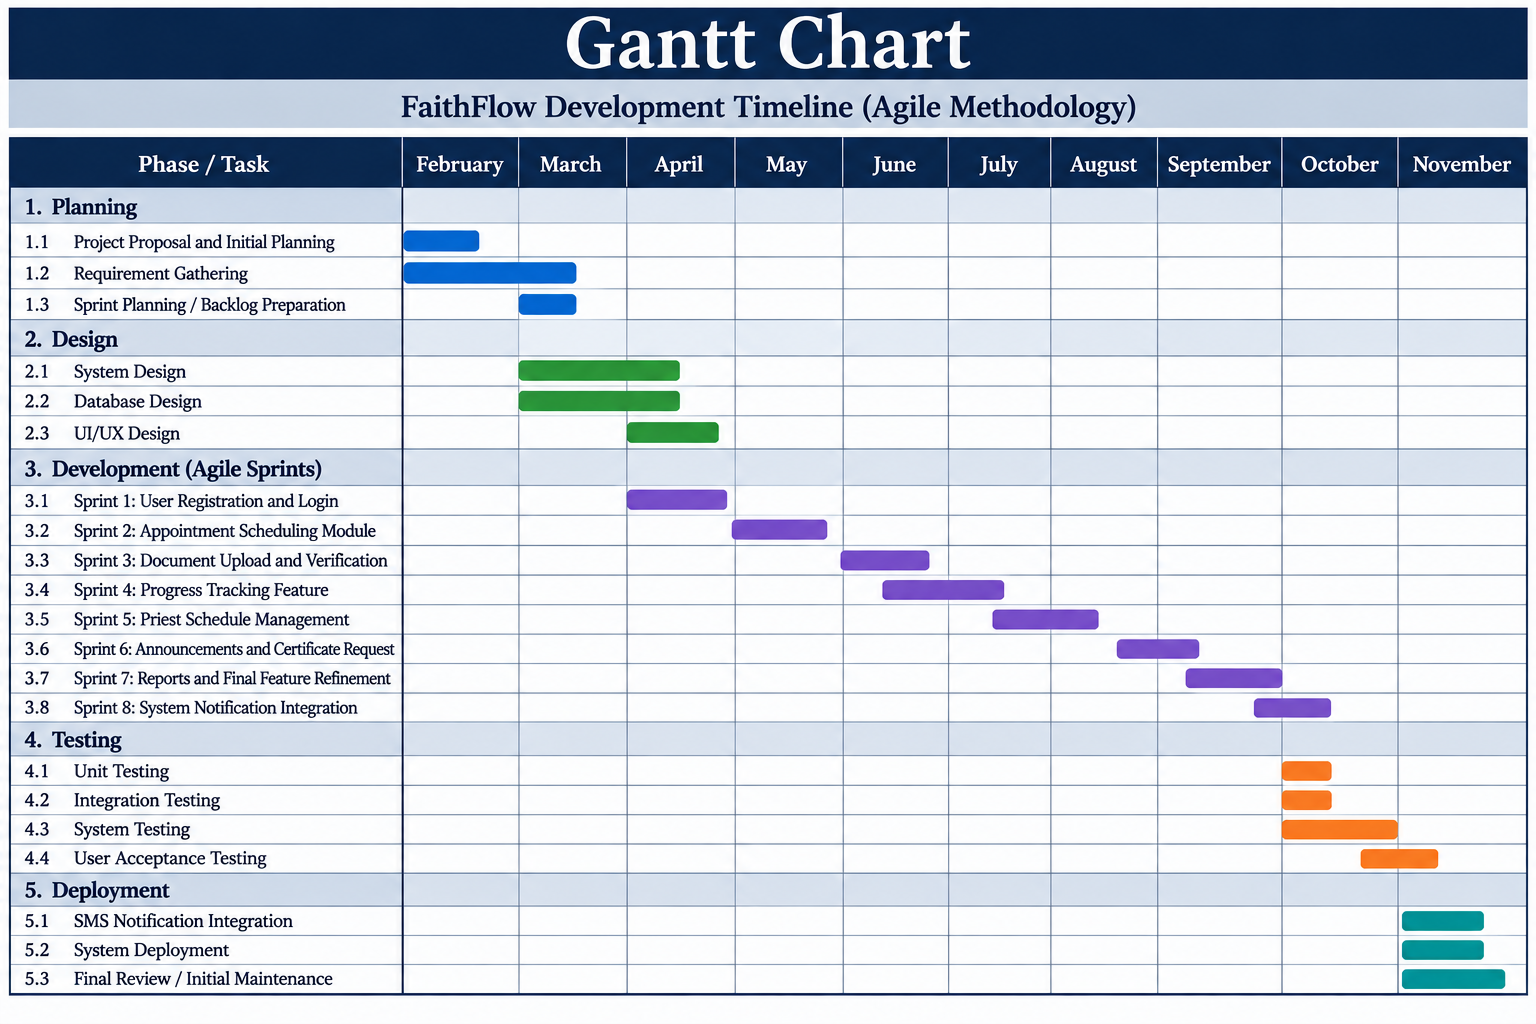 Gantt Chart
FaithFlow Development Timeline (Agile Methodology)
Phase / Task February March April May June July August September October November
1. Planning
1.1 Project Proposal and Initial Planning
1.2 Requirement Gathering
1.3 Sprint Planning / Backlog Preparation
2. Design
2.1 System Design
2.2 Database Design
2.3 UI/UX Design
3. Development (Agile Sprints)
3.1 Sprint 1: User Registration and Login
3.2 Sprint 2: Appointment Scheduling Module
3.3 Sprint 3: Document Upload and Verification
3.4 Sprint 4: Progress Tracking Feature
3.5 Sprint 5: Priest Schedule Management
3.6 Sprint 6: Announcements and Certificate Request
3.7 Sprint 7: Reports and Final Feature Refinement
3.8 Sprint 8: System Notification Integration
4. Testing
4.1 Unit Testing
4.2 Integration Testing
4.3 System Testing
4.4 User Acceptance Testing
5. Deployment
5.1 SMS Notification Integration
5.2 System Deployment
5.3 Final Review / Initial Maintenance